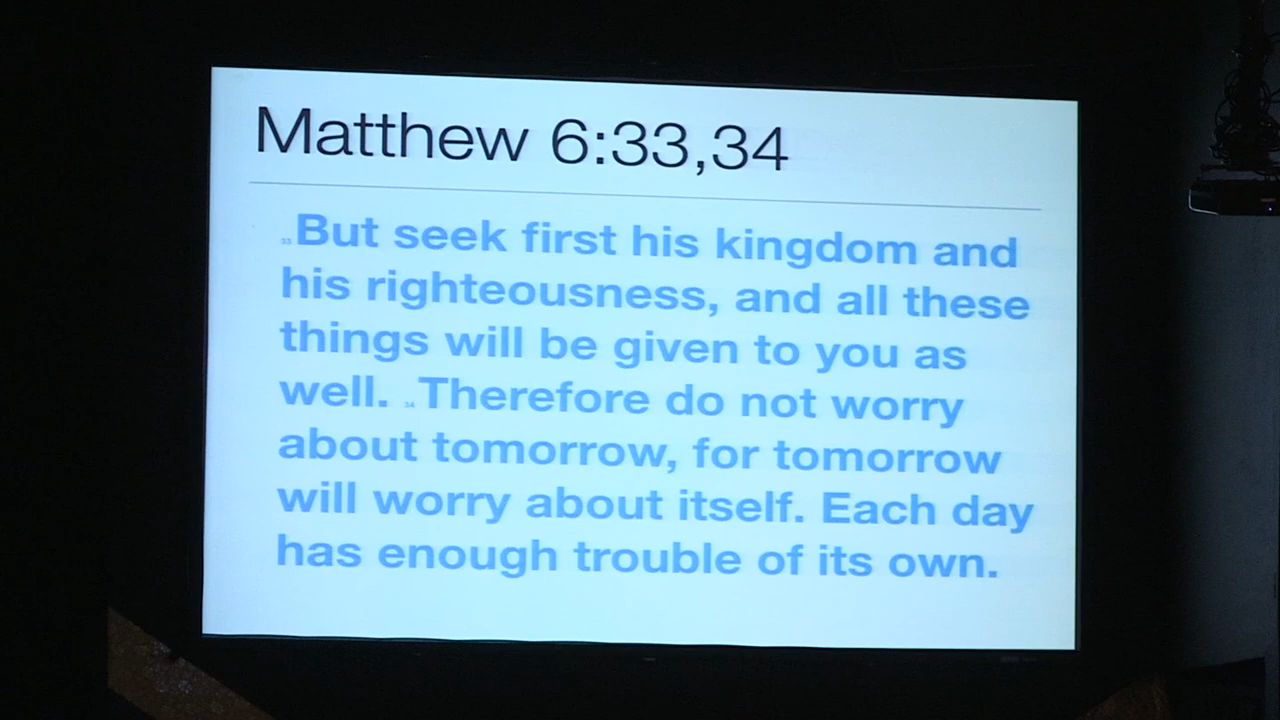 Matthew 6:33,34
33 But seek first his kingdom and
his righteousness, and all these
things will be given to you as
well. 34 Therefore do not worry
about tomorrow, for tomorrow
will worry about itself. Each day
has enough trouble of its own.